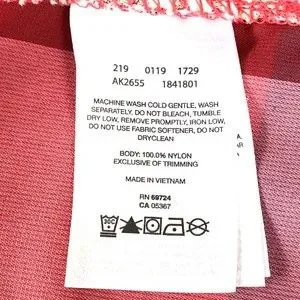 219 0119 1729
AK2655 1841801
MACHINE WASH COLD GENTLE, WASH
SEPARATELY, DO NOT BLEACH, TUMBLE
DRY LOW, REMOVE PROMPTLY, IRON LOW,
DO NOT USE FABRIC SOFTENER, DO NOT
DRYCLEAN
BODY: 100.0% NYLON
EXCLUSIVE OF TRIMMING
MADE IN VIETNAM
RN 69724
CA 05367